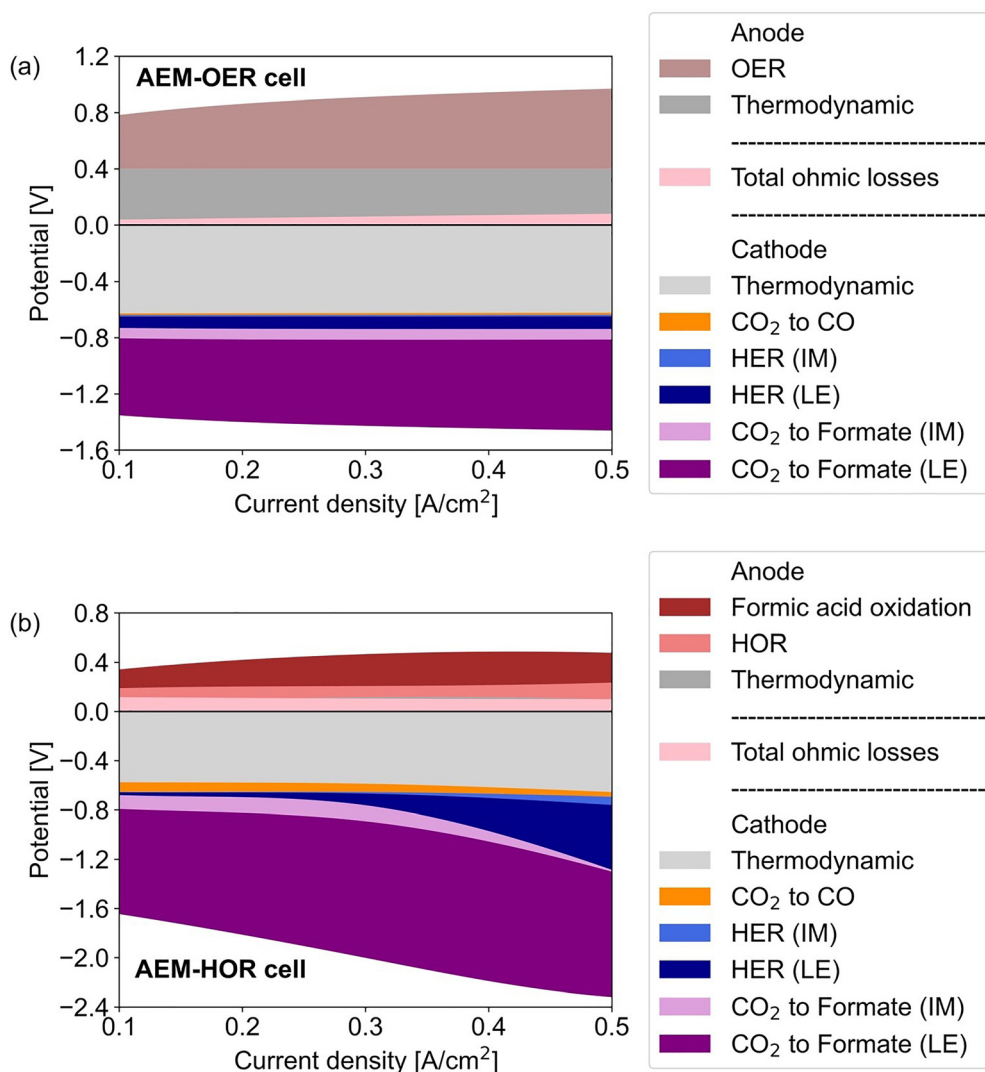 (a)
AEM-OER cell
Potential [V]
1.2
0.8
0.4
0.0
−0.4
−0.8
−1.2
−1.6
0.1 0.2 0.3 0.4 0.5
Current density [A/cm²]
Anode
OER
Thermodynamic
Total ohmic losses
Cathode
Thermodynamic
CO₂ to CO
HER (IM)
HER (LE)
CO₂ to Formate (IM)
CO₂ to Formate (LE)
(b)
AEM-HOR cell
Potential [V]
0.8
0.4
0.0
−0.4
−0.8
−1.2
−1.6
−2.0
−2.4
0.1 0.2 0.3 0.4 0.5
Current density [A/cm²]
Anode
Formic acid oxidation
HOR
Thermodynamic
Total ohmic losses
Cathode
Thermodynamic
CO₂ to CO
HER (IM)
HER (LE)
CO₂ to Formate (IM)
CO₂ to Formate (LE)